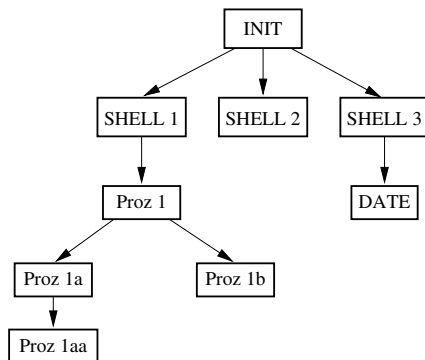 INIT
SHELL 1
SHELL 2
SHELL 3
Proz 1
DATE
Proz 1a
Proz 1b
Proz 1aa